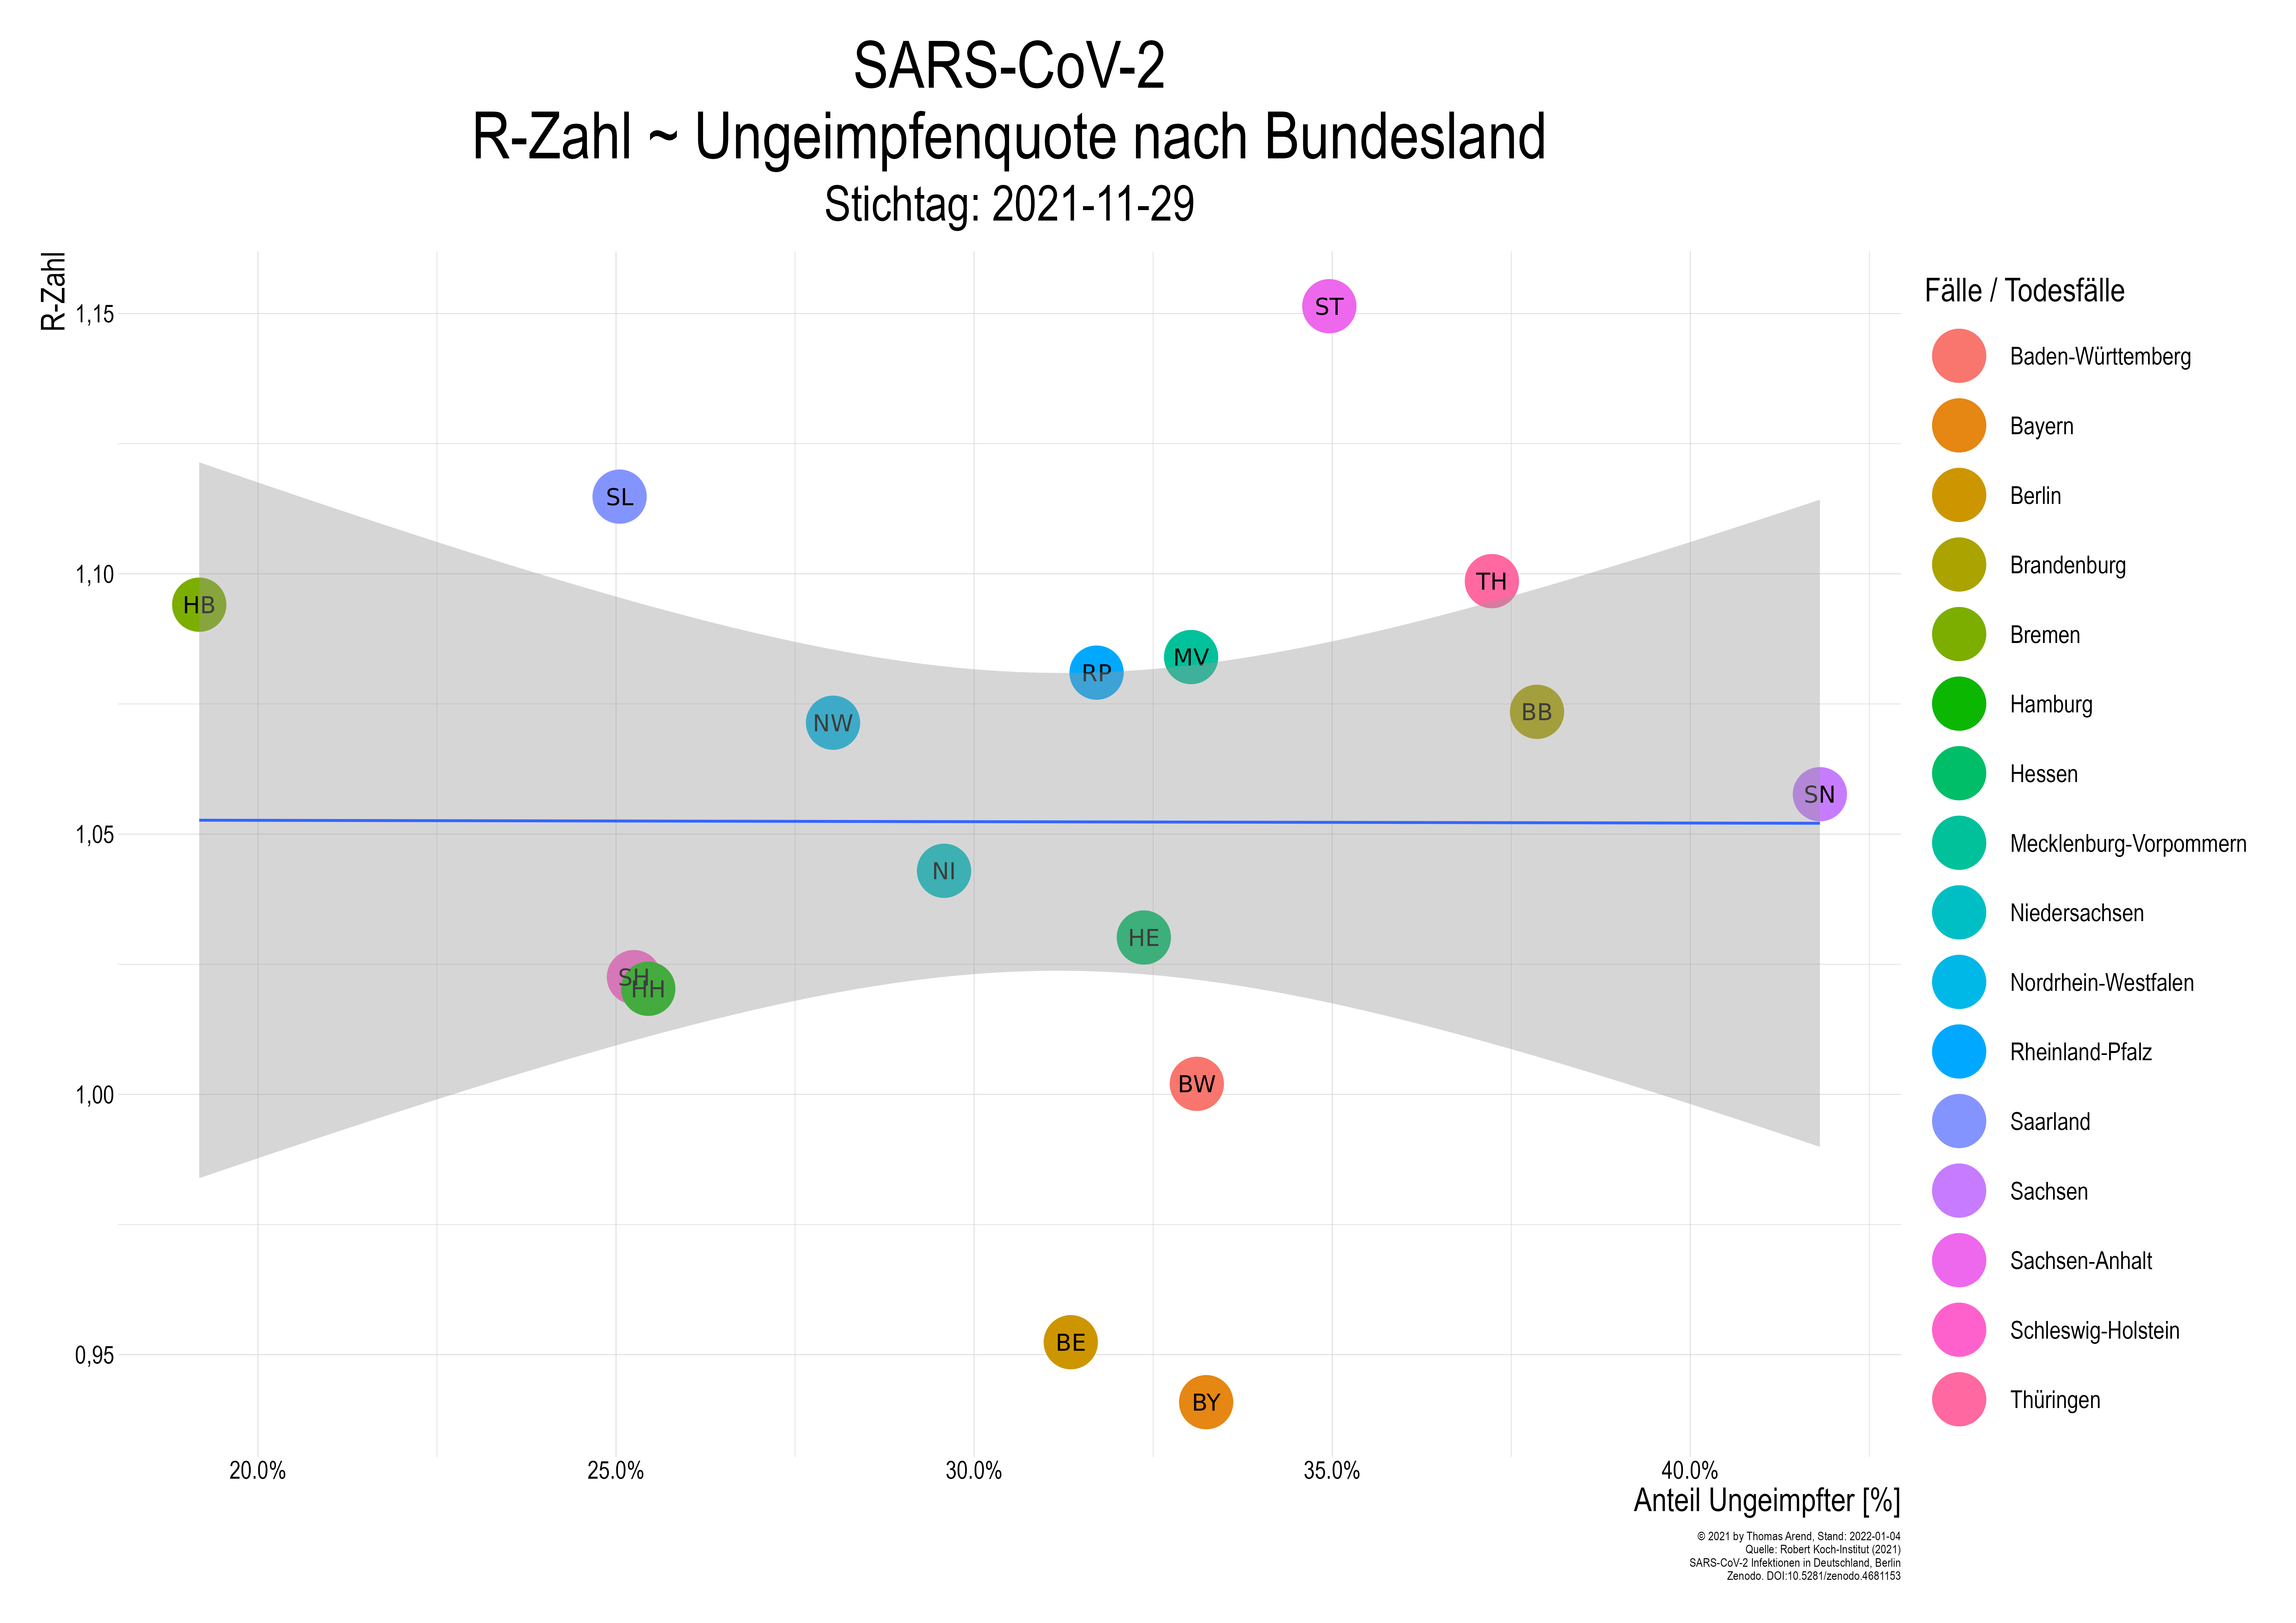 SARS-CoV-2
R-Zahl ~ Ungeimpfenquote nach Bundesland
Stichtag: 2021-11-29
R-Zahl
1,15
1,10
1,05
1,00
0,95
ST
SL
TH
HB
MV
RP
BB
NW
SN
NI
HE
SH
HH
BW
BE
BY
20.0% 25.0% 30.0% 35.0% 40.0%
Anteil Ungeimpfter [%]
Fälle / Todesfälle
Baden-Württemberg
Bayern
Berlin
Brandenburg
Bremen
Hamburg
Hessen
Mecklenburg-Vorpommern
Niedersachsen
Nordrhein-Westfalen
Rheinland-Pfalz
Saarland
Sachsen
Sachsen-Anhalt
Schleswig-Holstein
Thüringen
© 2021 by Thomas Arend, Stand: 2022-01-04
Quelle: Robert Koch-Institut (2021)
SARS-CoV-2 Infektionen in Deutschland, Berlin
Zenodo. DOI:10.5281/zenodo.4681153